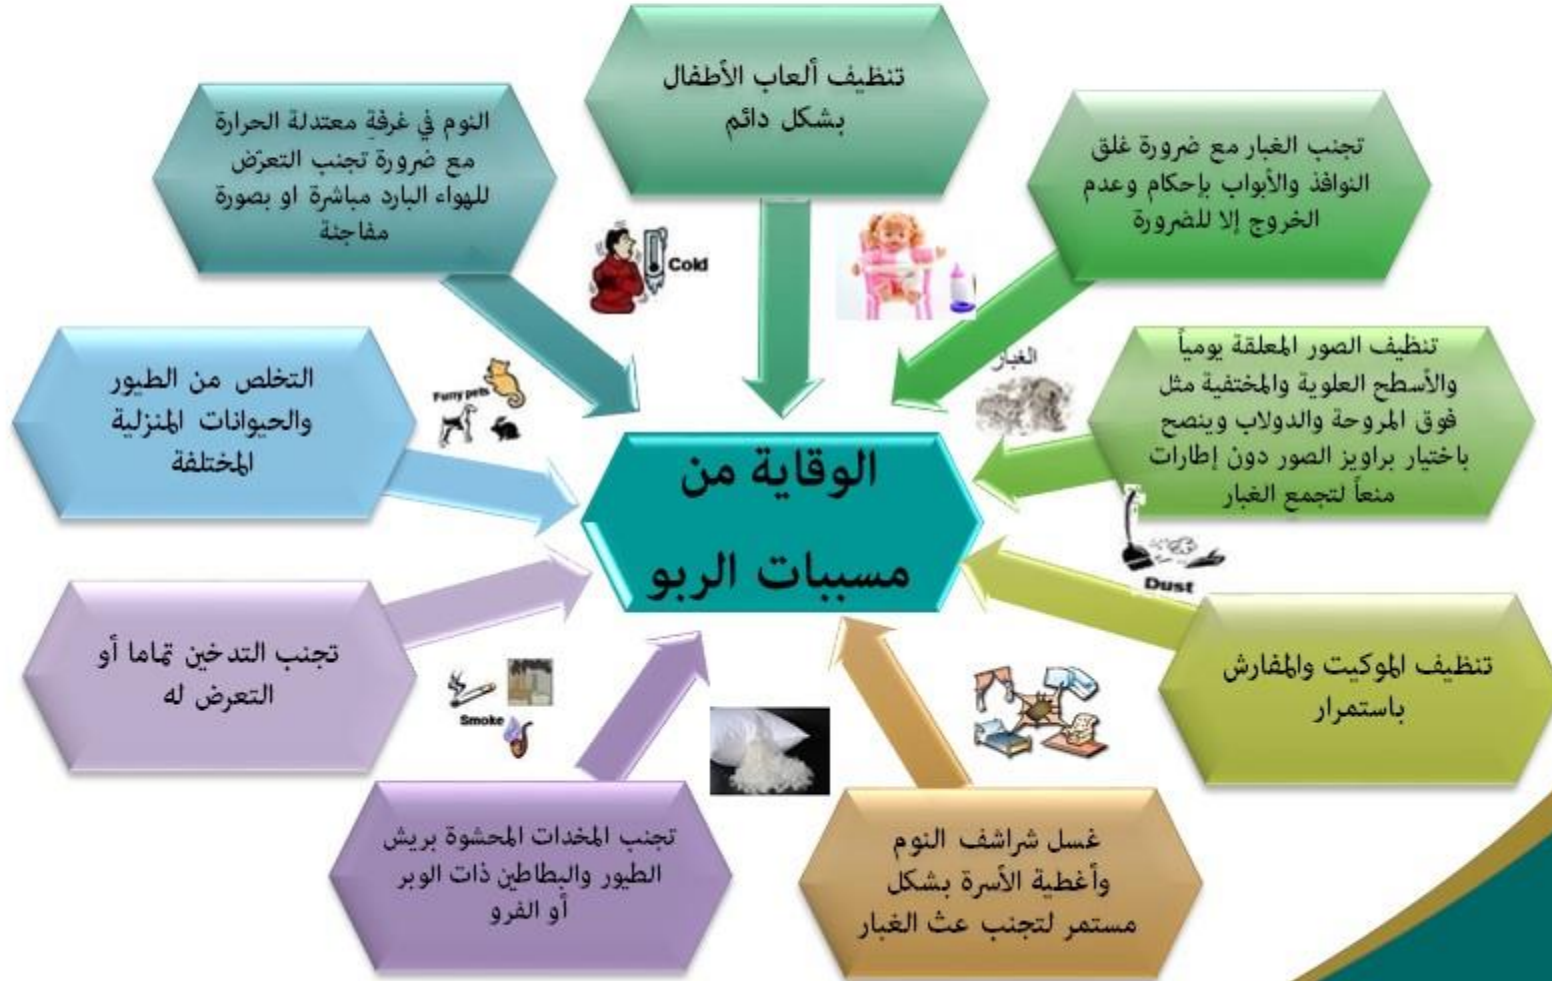 تنظيف ألعاب الأطفال
بشكل دائم
النوم في غرفة معتدلة الحرارة
مع ضرورة تجنب التعرّض
للهواء البارد مباشرة او بصورة
مفاجئة
تجنب الغبار مع ضرورة غلق
النوافذ والأبواب بإحكام وعدم
الخروج إلا للضرورة
Cold
التخلص من الطيور
والحيوانات المنزلية
المختلفة
Furry pets
الغبار
تنظيف الصور المعلقة يومياً
والأسطح العلوية والمختفية مثل
فوق المروحة والدولاب وينصح
باختيار براويز الصور دون إطارات
منعاً لتجمع الغبار
الوقاية من
مسببات الربو
Dust
تجنب التدخين تماما أو
التعرض له
Smoke
تنظيف الموكيت والمفارش
باستمرار
تجنب المخدات المحشوة بريش
الطيور والبطاطين ذات الوبر
أو الفرو
غسل شراشف النوم
وأغطية الأسرة بشكل
مستمر لتجنب عث الغبار